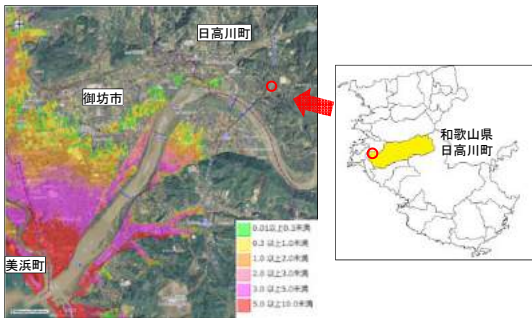 日高川町
御坊市
美浜町
0.01以上0.3未満
0.3 以上1.0未満
1.0以上2.0未満
2.0 以上3.0未満
3.0 以上5.0未満
5.0 以上10.0未満
和歌山県
日高川町